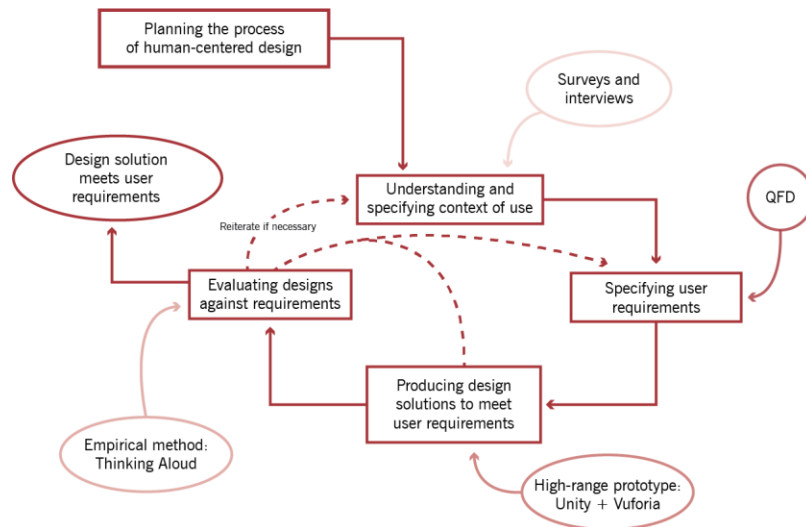 Planning the process
of human-centered design
Surveys and
interviews
Design solution
meets user
requirements
Understanding and
specifying context of use
QFD
Reiterate if necessary
Evaluating designs
against requirements
Specifying user
requirements
Producing design
solutions to meet
user requirements
Empirical method:
Thinking Aloud
High-range prototype:
Unity + Vuforia